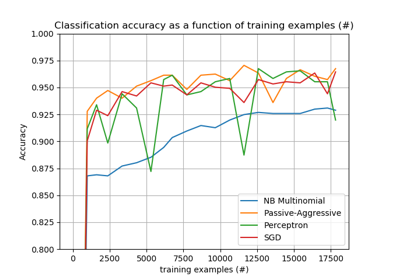 Classification accuracy as a function of training examples (#)
1.000
0.975
0.950
0.925
0.900
0.875
0.850
0.825
0.800
Accuracy
0
2500
5000
7500
10000
12500
15000
17500
training examples (#)
NB Multinomial
Passive-Aggressive
Perceptron
SGD